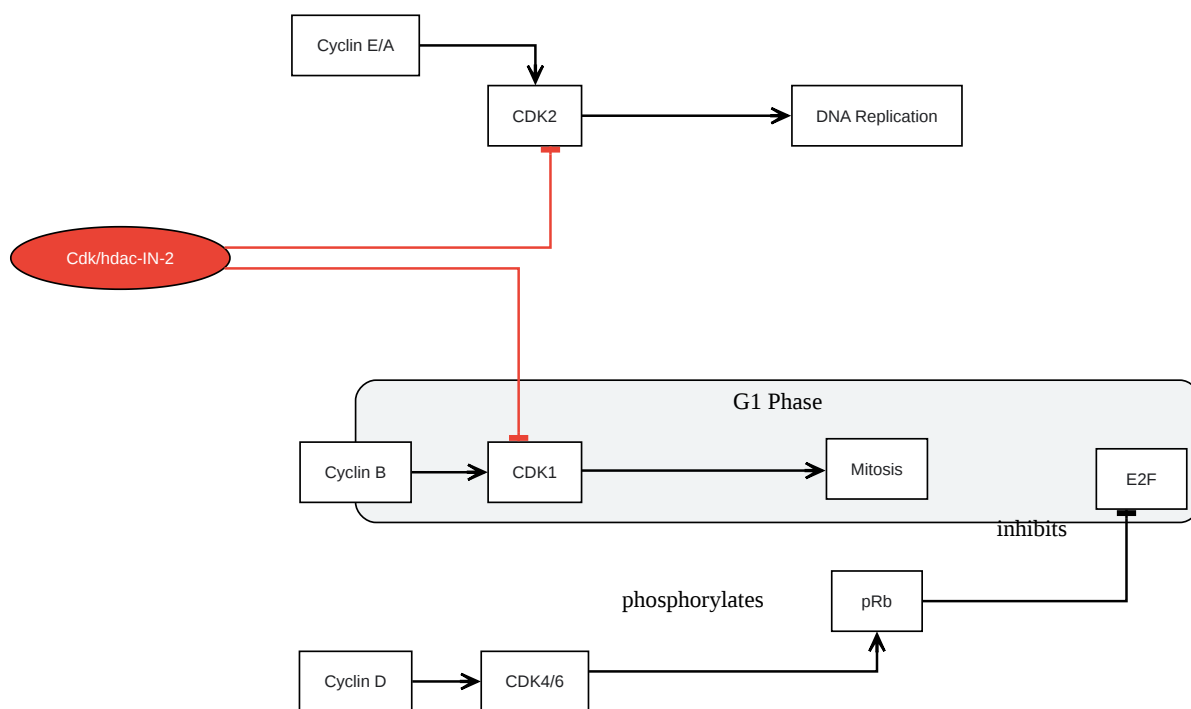 Cyclin E/A
CDK2
DNA Replication
Cdk/hdac-IN-2
G1 Phase
Cyclin B
CDK1
Mitosis
E2F
inhibits
phosphorylates
pRb
Cyclin D
CDK4/6